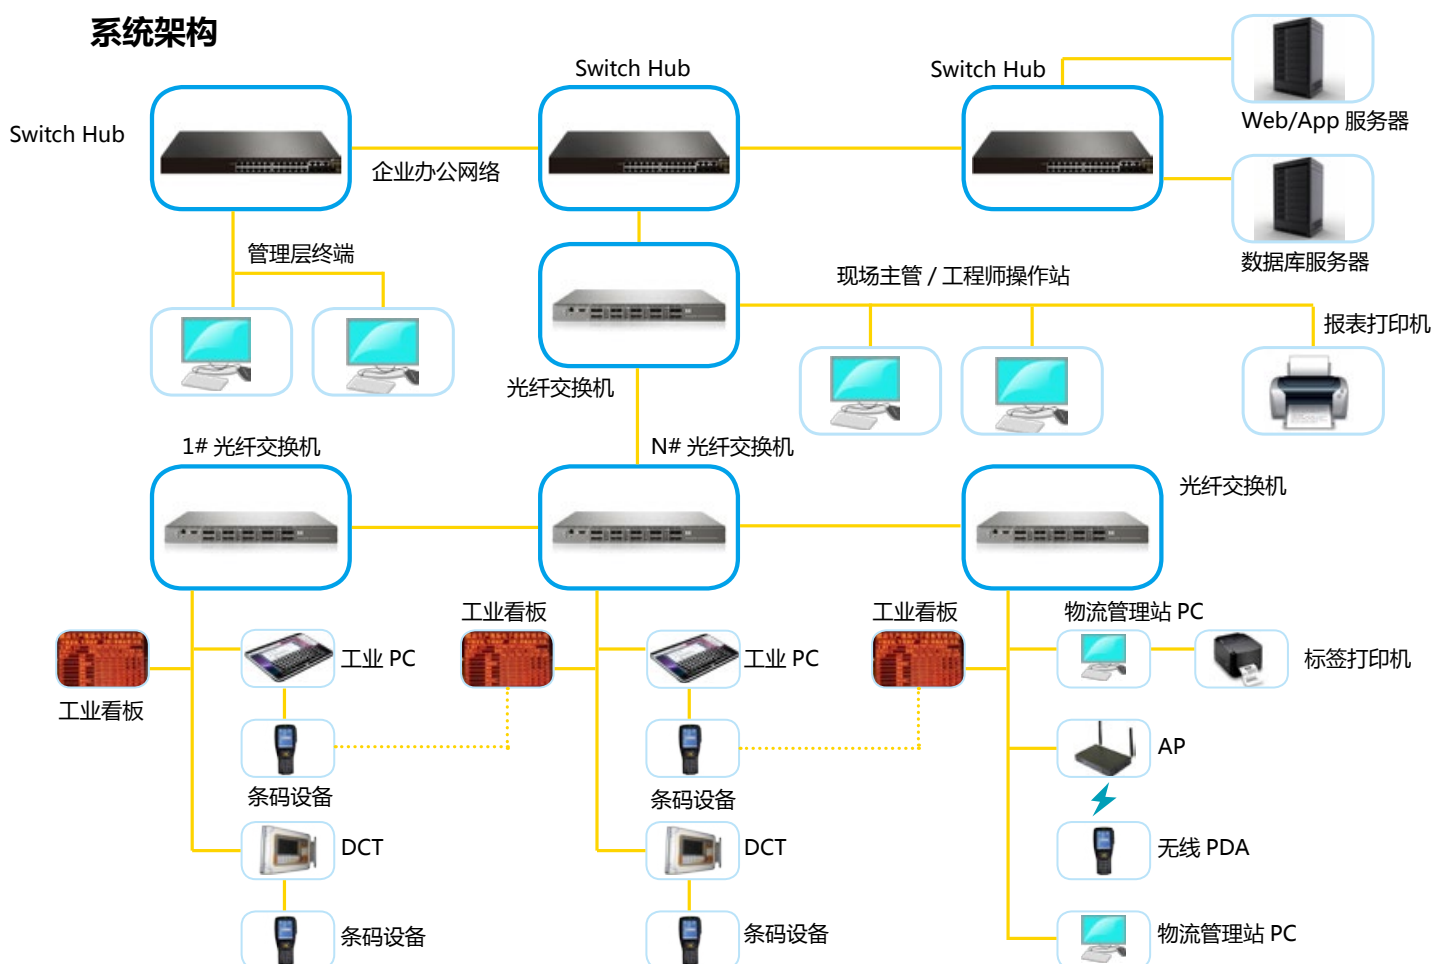 系统架构
Switch Hub
Switch Hub
Switch Hub
Web/App 服务器
企业办公网络
管理层终端
数据库服务器
现场主管 / 工程师操作站
报表打印机
光纤交换机
1# 光纤交换机
N# 光纤交换机
光纤交换机
工业看板
工业看板
物流管理站 PC
工业 PC
工业 PC
标签打印机
工业看板
AP
条码设备
条码设备
DCT
DCT
无线 PDA
条码设备
条码设备
物流管理站 PC